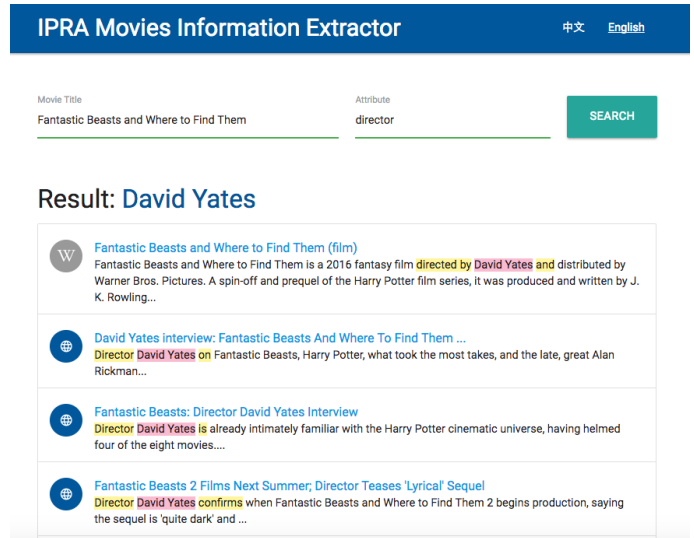 IPRA Movies Information Extractor
中文 English
Movie Title
Attribute
Fantastic Beasts and Where to Find Them
director
SEARCH
Result: David Yates
W
Fantastic Beasts and Where to Find Them (film)
Fantastic Beasts and Where to Find Them is a 2016 fantasy film directed by David Yates and distributed by
Warner Bros. Pictures. A spin-off and prequel of the Harry Potter film series, it was produced and written by J.
K. Rowling...
David Yates interview: Fantastic Beasts And Where To Find Them ...
Director David Yates on Fantastic Beasts, Harry Potter, what took the most takes, and the late, great Alan
Rickman...
Fantastic Beasts: Director David Yates Interview
Director David Yates is already intimately familiar with the Harry Potter cinematic universe, having helmed
four of the eight movies....
Fantastic Beasts 2 Films Next Summer; Director Teases 'Lyrical' Sequel
Director David Yates confirms when Fantastic Beasts and Where to Find Them 2 begins production, saying
the sequel is 'quite dark' and ...